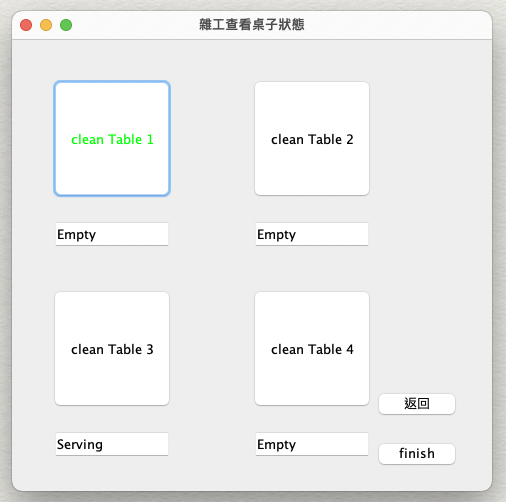 雜工查看桌子狀態
clean Table 1
clean Table 2
Empty
Empty
clean Table 3
clean Table 4
返回
Serving
Empty
finish